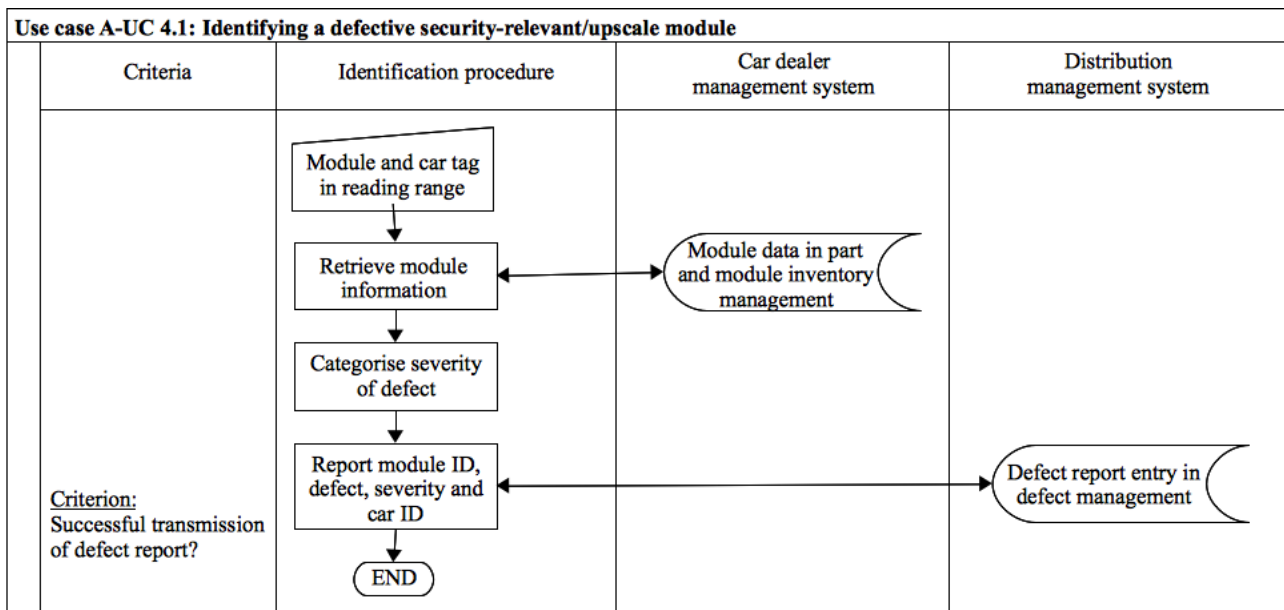 Use case A-UC 4.1: Identifying a defective security-relevant/upscale module
Criteria
Identification procedure
Car dealer
management system
Distribution
management system
Module and car tag
in reading range
Retrieve module
information
Module data in part
and module inventory
management
Categorise severity
of defect
Report module ID,
defect, severity and
car ID
Defect report entry in
defect management
Criterion:
Successful transmission
of defect report?
END